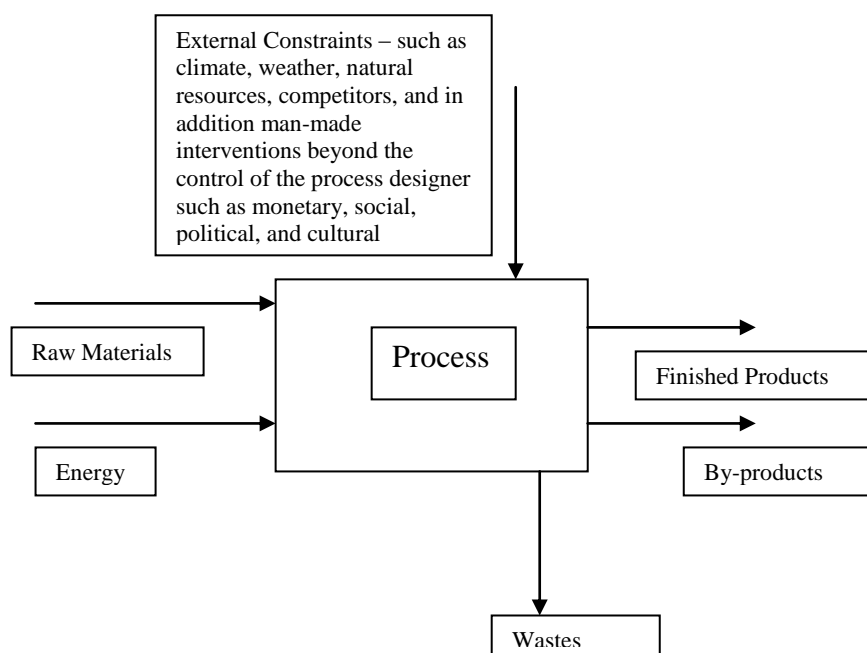 External Constraints – such as
climate, weather, natural
resources, competitors, and in
addition man-made
interventions beyond the
control of the process designer
such as monetary, social,
political, and cultural
Process
Raw Materials
Finished Products
Energy
By-products
Wastes